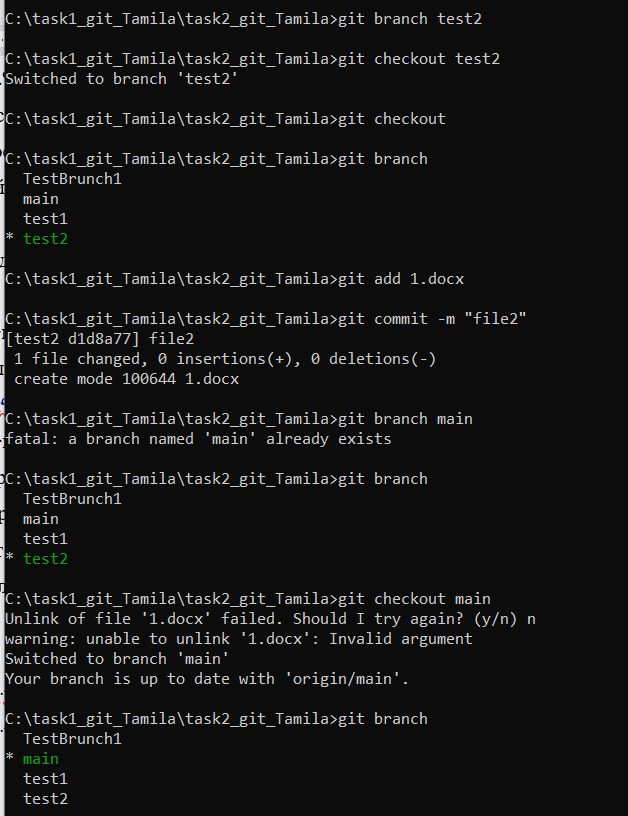 C:\task1_git_Tamila\task2_git_Tamila>git branch test2
C:\task1_git_Tamila\task2_git_Tamila>git checkout test2
Switched to branch 'test2'
C:\task1_git_Tamila\task2_git_Tamila>git checkout
C:\task1_git_Tamila\task2_git_Tamila>git branch
  TestBrunch1
  main
  test1
* test2
C:\task1_git_Tamila\task2_git_Tamila>git add 1.docx
C:\task1_git_Tamila\task2_git_Tamila>git commit -m "file2"
[test2 d1d8a77] file2
 1 file changed, 0 insertions(+), 0 deletions(-)
 create mode 100644 1.docx
C:\task1_git_Tamila\task2_git_Tamila>git branch main
fatal: a branch named 'main' already exists
C:\task1_git_Tamila\task2_git_Tamila>git branch
  TestBrunch1
  main
  test1
* test2
C:\task1_git_Tamila\task2_git_Tamila>git checkout main
Unlink of file '1.docx' failed. Should I try again? (y/n) n
warning: unable to unlink '1.docx': Invalid argument
Switched to branch 'main'
Your branch is up to date with 'origin/main'.
C:\task1_git_Tamila\task2_git_Tamila>git branch
  TestBrunch1
* main
  test1
  test2